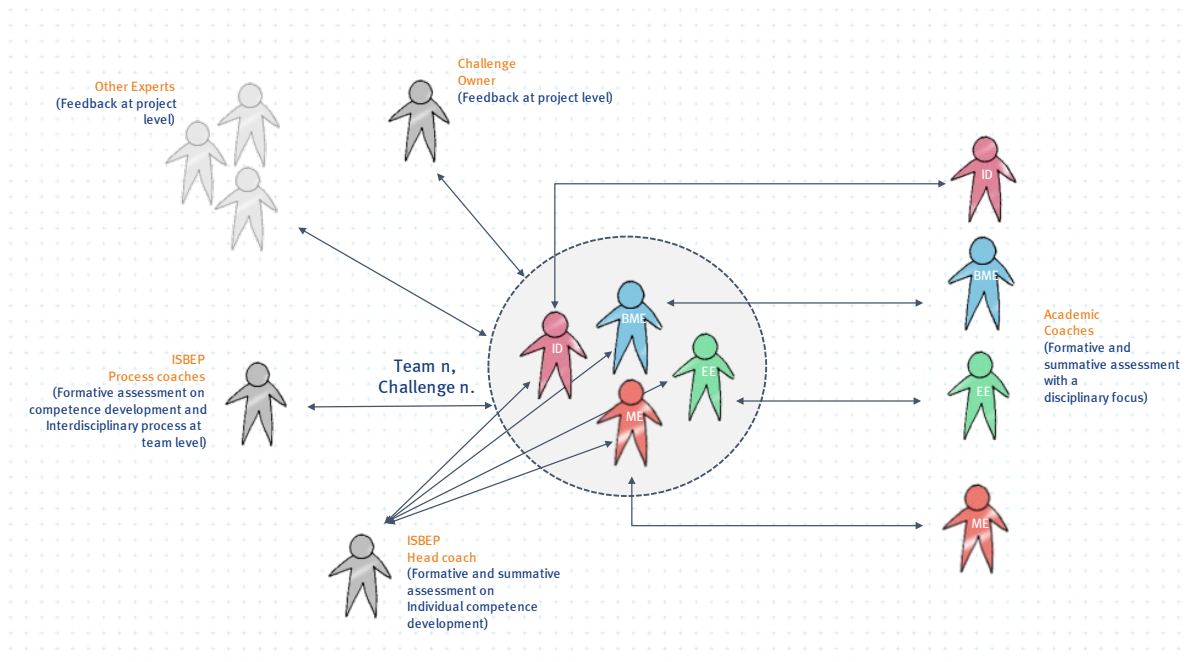 Challenge
Owner
(Feedback at project level)
Other Experts
(Feedback at project
level)
ID
BME
Academic
Coaches
(Formative and
summative assessment
with a
disciplinary focus)
BME
ID
EE
ME
Team n,
Challenge n.
ISBEP
Process coaches
(Formative assessment on
competence development and
Interdisciplinary process at
team level)
EE
ME
ISBEP
Head coach
(Formative and summative
assessment on
Individual competence
development)